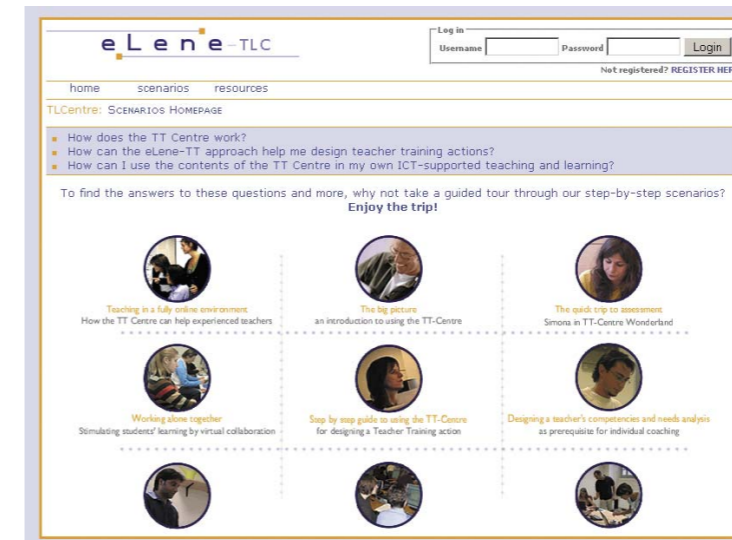 Log in
eLene-TLC
Username Password Login
Not registered? REGISTER HER
home scenarios resources
TLCentre: SCENARIOS HOMEPAGE
How does the TT Centre work?
How can the eLene-TT approach help me design teacher training actions?
How can I use the contents of the TT Centre in my own ICT-supported teaching and learning?
To find the answers to these questions and more, why not take a guided tour through our step-by-step scenarios?
Enjoy the trip!
Teaching in a fully online environment
How the TT Centre can help experienced teachers
The big picture
an introduction to using the TT-Centre
The quick trip to assessment
Simona in TT-Centre Wonderland
Working alone together
Stimulating students' learning by virtual collaboration
Step by step guide to using the TT-Centre
for designing a Teacher Training action
Designing a teacher's competencies and needs analysis
as prerequisite for individual coaching